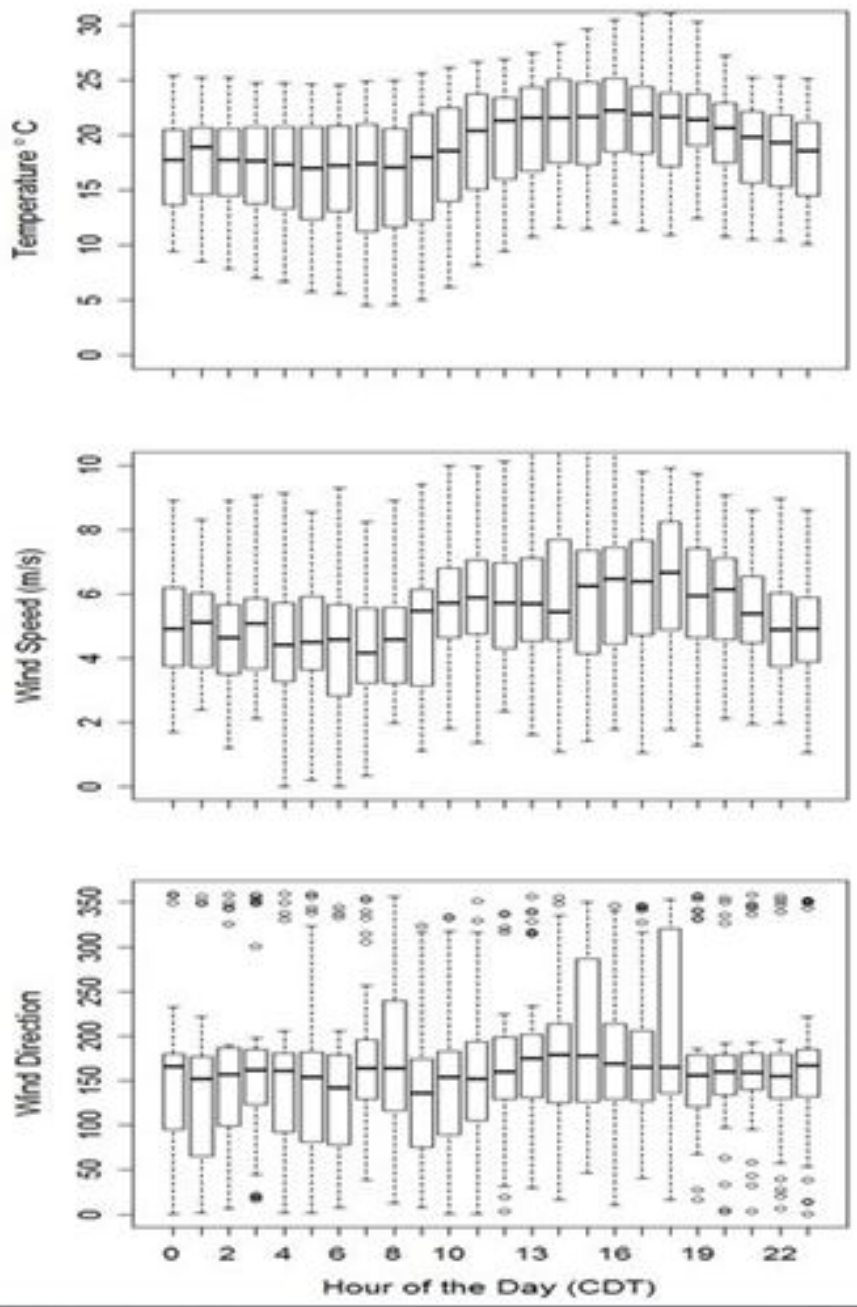 Temperature ° C
0 5 10 15 20 25 30
Wind Speed (m/s)
0 2 4 6 8 10
Wind Direction
0 50 100 150 200 250 300 350
0 2 4 6 8 10 13 16 19 22
Hour of the Day (CDT)